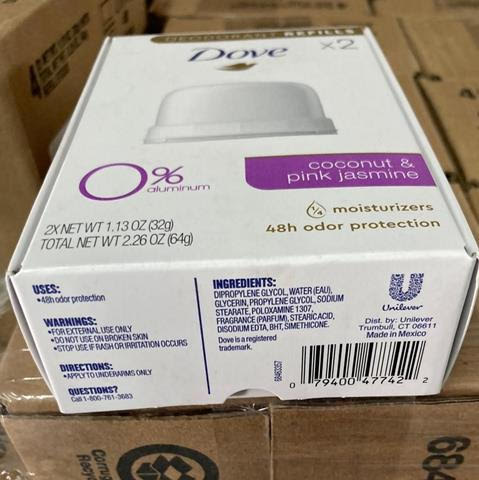 DEODORANT REFILLS
Dove
x2
0%
aluminum
coconut &
pink jasmine
1/4 moisturizers
48h odor protection
2X NET WT 1.13 OZ (32g)
TOTAL NET WT 2.26 OZ (64g)
USES:
•48h odor protection
WARNINGS:
•FOR EXTERNAL USE ONLY
•DO NOT USE ON BROKEN SKIN
•STOP USE IF RASH OR IRRITATION OCCURS
DIRECTIONS:
•APPLY TO UNDERARMS ONLY
QUESTIONS?
Call 1-800-761-3683
INGREDIENTS:
DIPROPYLENE GLYCOL, WATER (EAU),
GLYCERIN, PROPYLENE GLYCOL, SODIUM
STEARATE, POLOXAMINE 1307,
FRAGRANCE (PARFUM), STEARIC ACID,
DISODIUM EDTA, BHT, SIMETHICONE.
Dove is a registered
trademark.
Unilever
Dist. by: Unilever
Trumbull, CT 06611
Made in Mexico
0 79400 47742 2
684